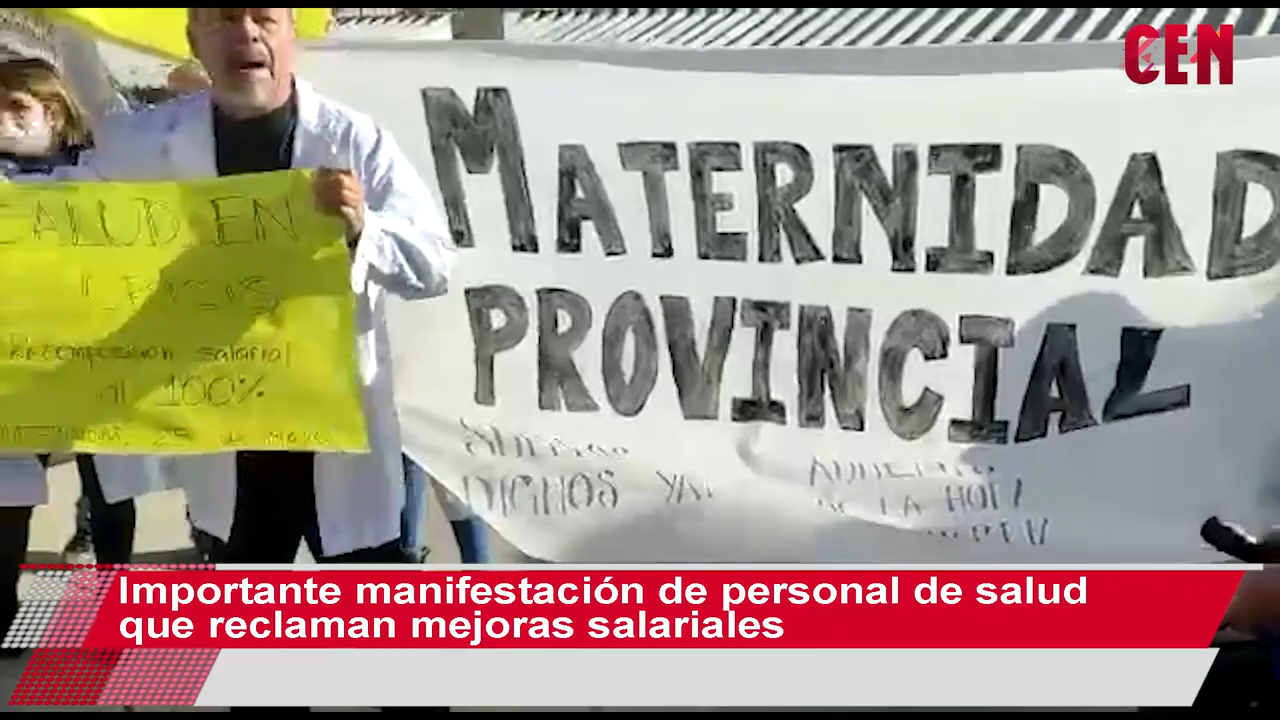 CEN
MATERNIDAD
PROVINCIAL
DIGNOS YA!
SALUD EN
CRISIS
Recomposicion salarial
al 100%
Importante manifestación de personal de salud
que reclaman mejoras salariales